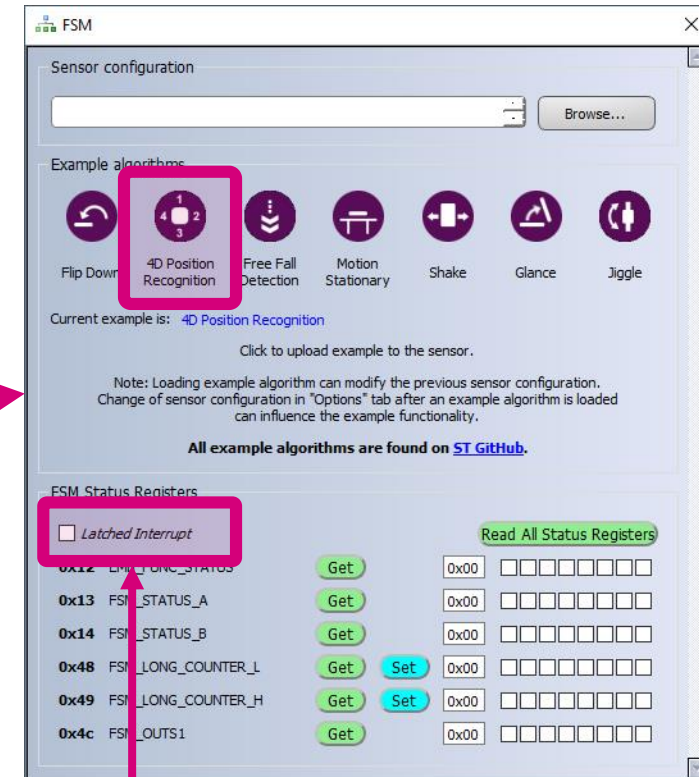 FSM
Sensor configuration
Browse...
Example algorithms
1
4 2
3
Flip Down
4D Position
Recognition
Free Fall
Detection
Motion
Stationary
Shake
Glance
Jiggle
Current example is: 4D Position Recognition
Click to upload example to the sensor.
Note: Loading example algorithm can modify the previous sensor configuration.
Change of sensor configuration in "Options" tab after an example algorithm is loaded
can influence the example functionality.
All example algorithms are found on ST GitHub.
FSM Status Registers
Latched Interrupt
Read All Status Registers
0x12 EMB_FUNC_STATUS Get 0x00
0x13 FSM_STATUS_A Get 0x00
0x14 FSM_STATUS_B Get 0x00
0x48 FSM_LONG_COUNTER_L Get Set 0x00
0x49 FSM_LONG_COUNTER_H Get Set 0x00
0x4c FSM_OUTS1 Get 0x00